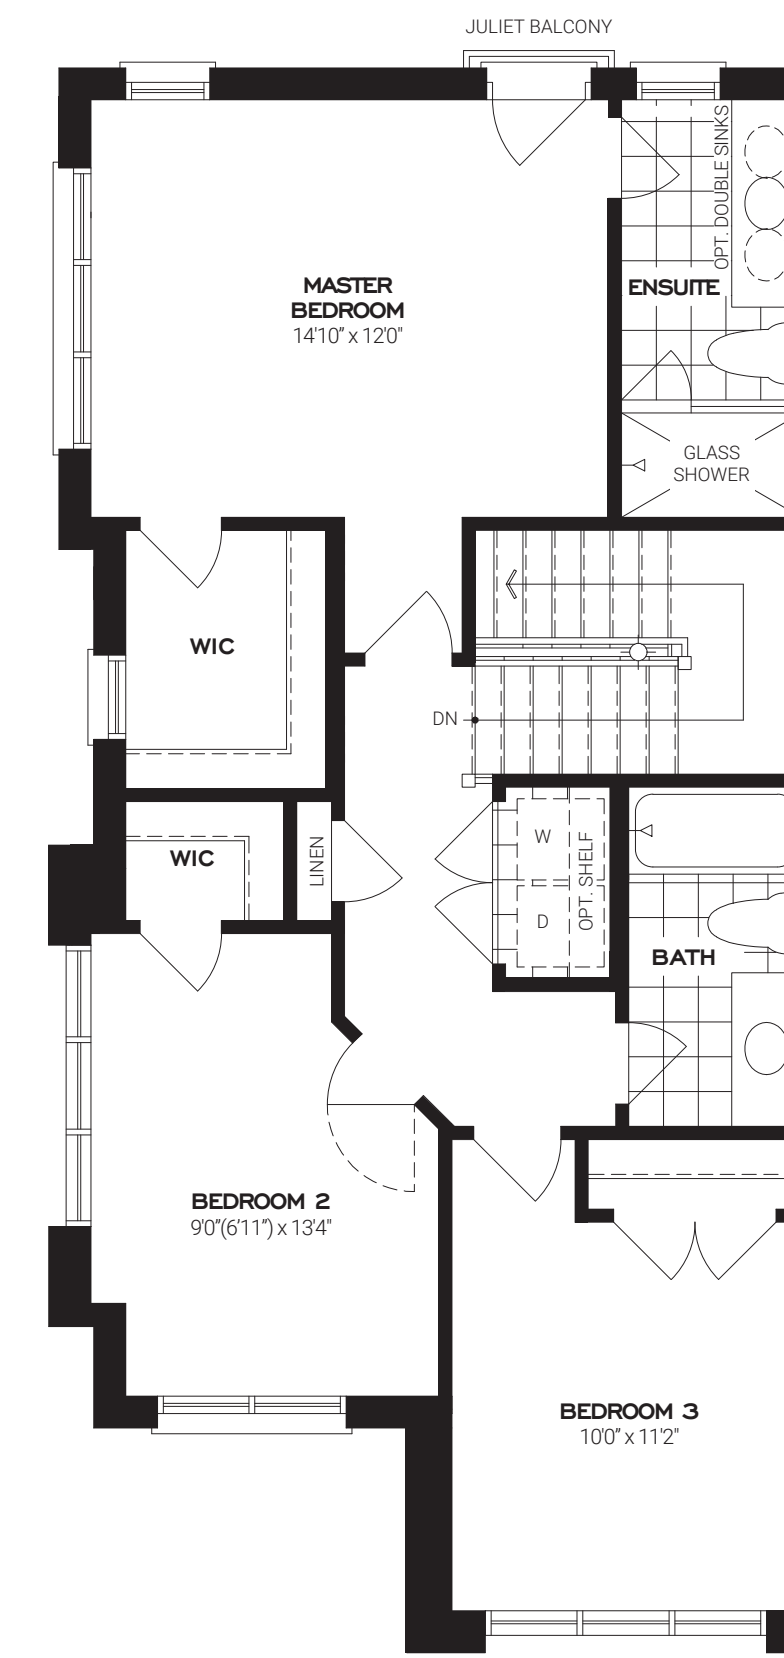 JULIET BALCONY
OPT. DOUBLE SINKS
MASTER
BEDROOM
14'10" x 12'0"
ENSUITE
GLASS
SHOWER
WIC
DN
W
D
OPT. SHELF
LINEN
WIC
BATH
BEDROOM 2
9'0"(6'11") x 13'4"
BEDROOM 3
10'0" x 11'2"